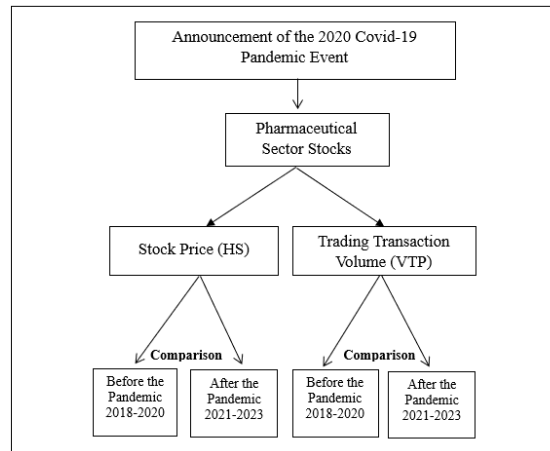 Announcement of the 2020 Covid-19
Pandemic Event
Pharmaceutical
Sector Stocks
Stock Price (HS)
Trading Transaction
Volume (VTP)
Comparison
Comparison
Before the
Pandemic
2018-2020
After the
Pandemic
2021-2023
Before the
Pandemic
2018-2020
After the
Pandemic
2021-2023